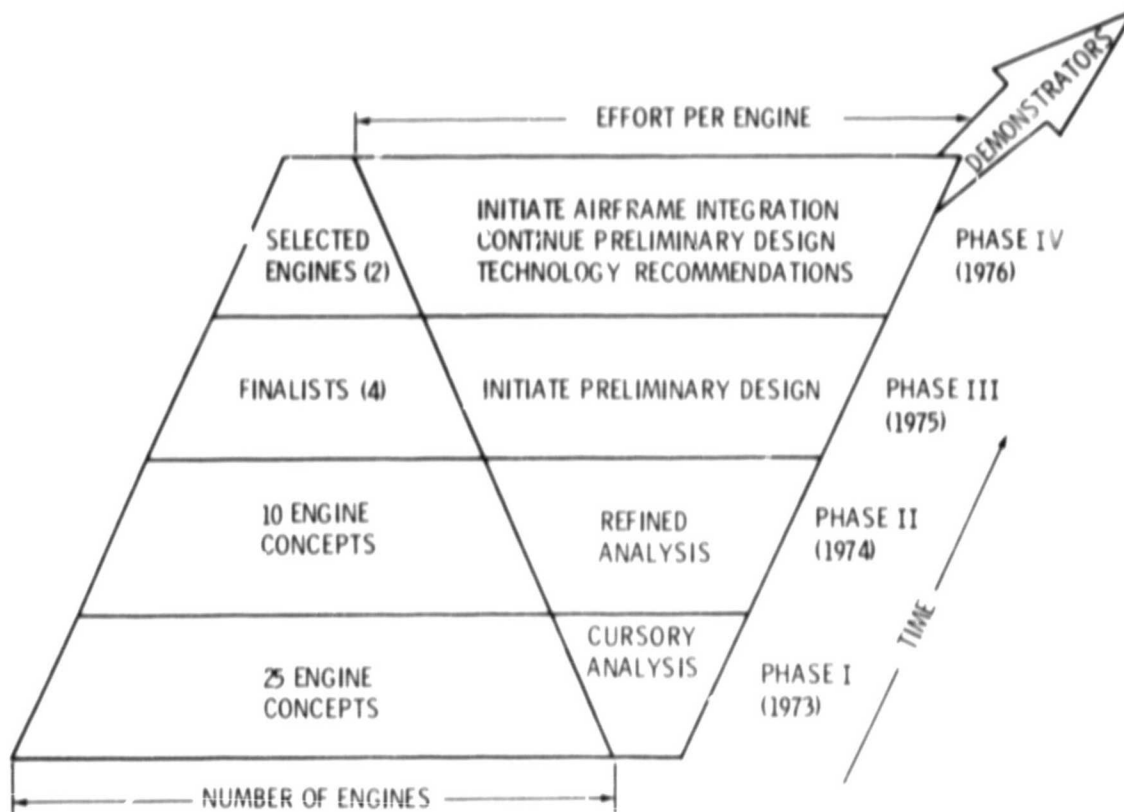 DEMONSTRATORS
EFFORT PER ENGINE
SELECTED
ENGINES (2)
INITIATE AIRFRAME INTEGRATION
CONTINUE PRELIMINARY DESIGN
TECHNOLOGY RECOMMENDATIONS
PHASE IV
(1976)
FINALISTS (4)
INITIATE PRELIMINARY DESIGN
PHASE III
(1975)
10 ENGINE
CONCEPTS
REFINED
ANALYSIS
PHASE II
(1974)
25 ENGINE
CONCEPTS
CURSORY
ANALYSIS
PHASE I
(1973)
TIME
NUMBER OF ENGINES